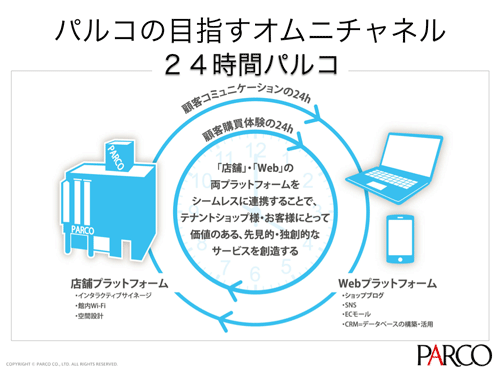 パルコの目指すオムニチャネル
２４時間パルコ
顧客コミュニケーションの24h
顧客購買体験の24h
PARCO
PARCO
「店舗」・「Web」の
両プラットフォームを
シームレスに連携することで、
テナントショップ様・お客様にとって
価値のある、先見的・独創的な
サービスを創造する
店舗プラットフォーム
・インタラクティブサイネージ
・館内Wi-Fi
・空間設計
Webプラットフォーム
・ショップブログ
・SNS
・ECモール
・CRM=データベースの構築・活用
COPYRIGHT © PARCO CO., LTD. ALL RIGHTS RESERVED.
PARCO